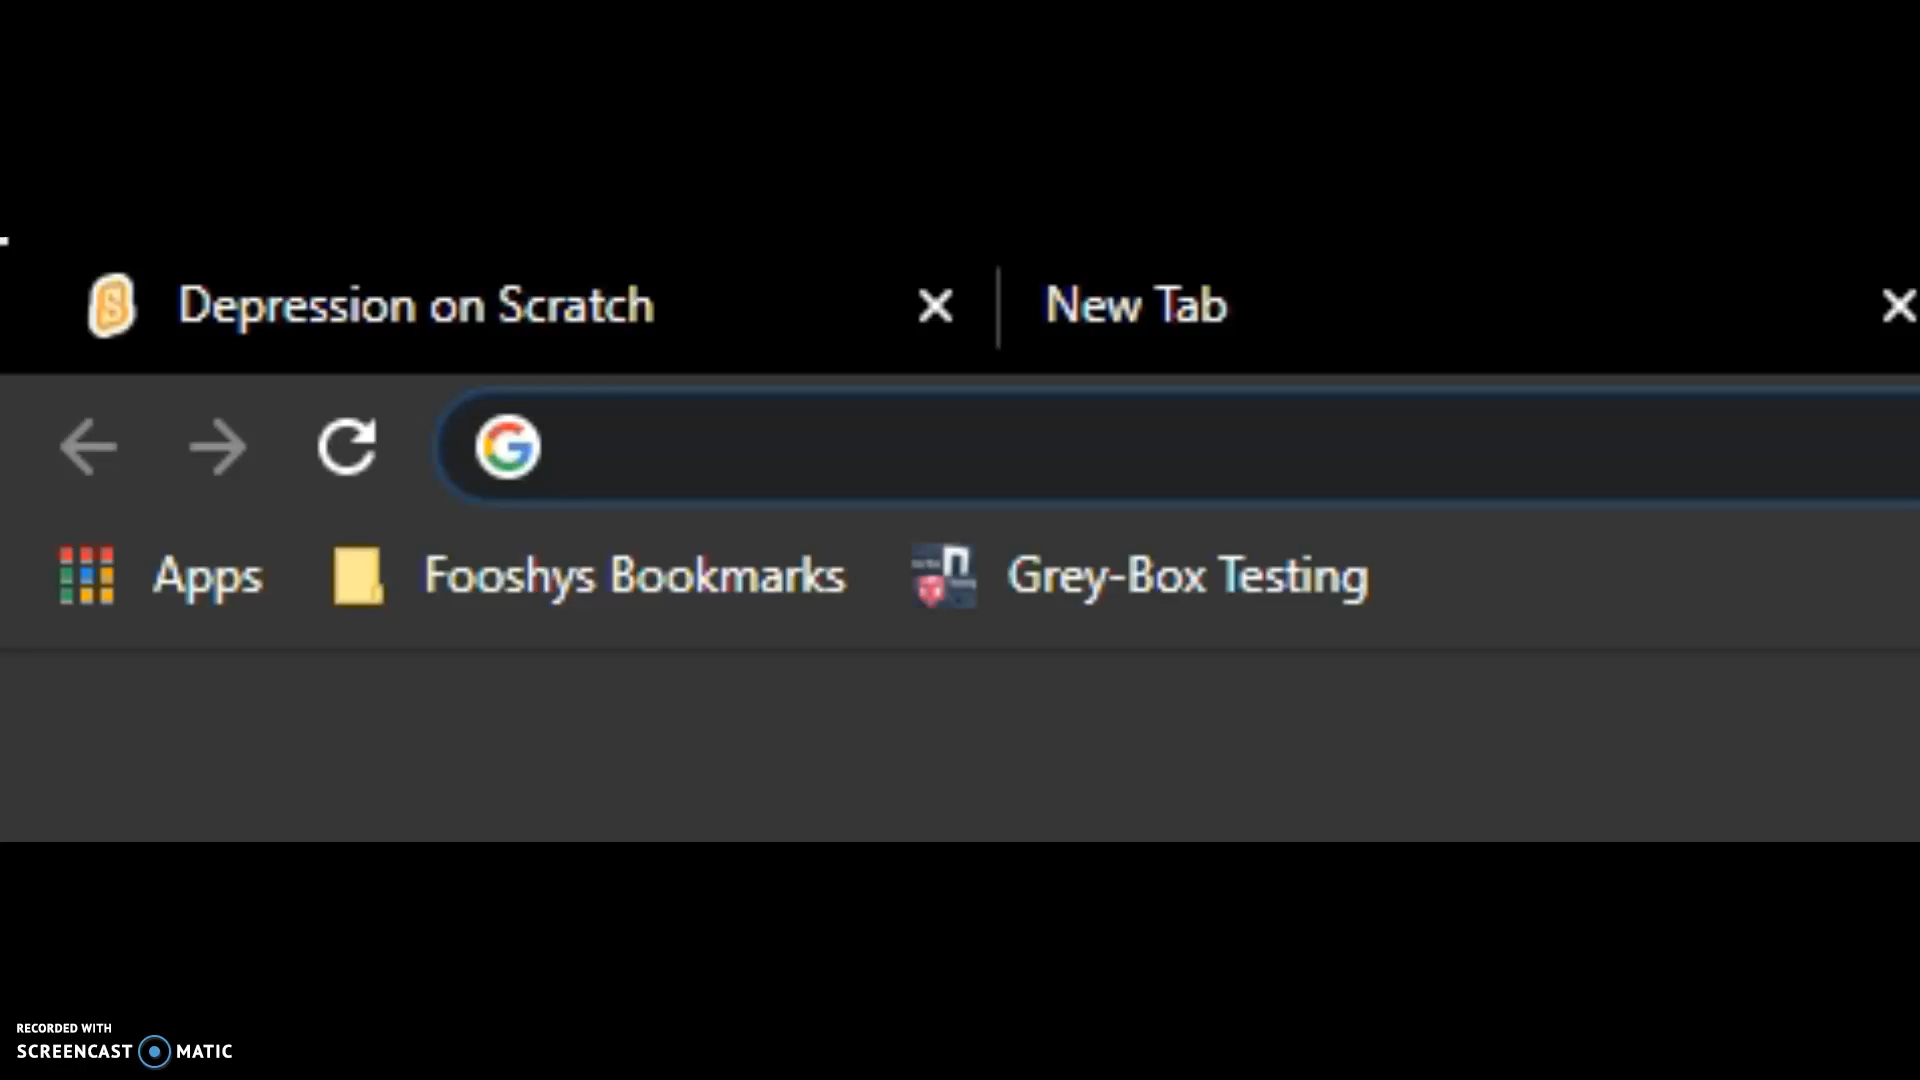 Depression on Scratch
New Tab
Apps
Fooshys Bookmarks
Grey-Box Testing
RECORDED WITH
SCREENCAST MATIC